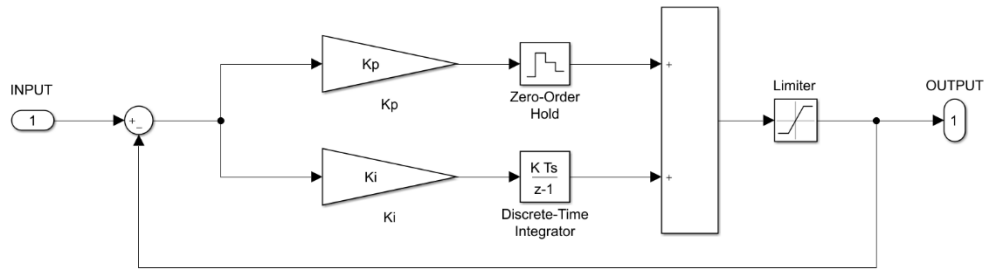 INPUT
1
+
−
Kp
Kp
Zero-Order
Hold
+
Ki
Ki
K Ts
z-1
Discrete-Time
Integrator
+
Limiter
OUTPUT
1